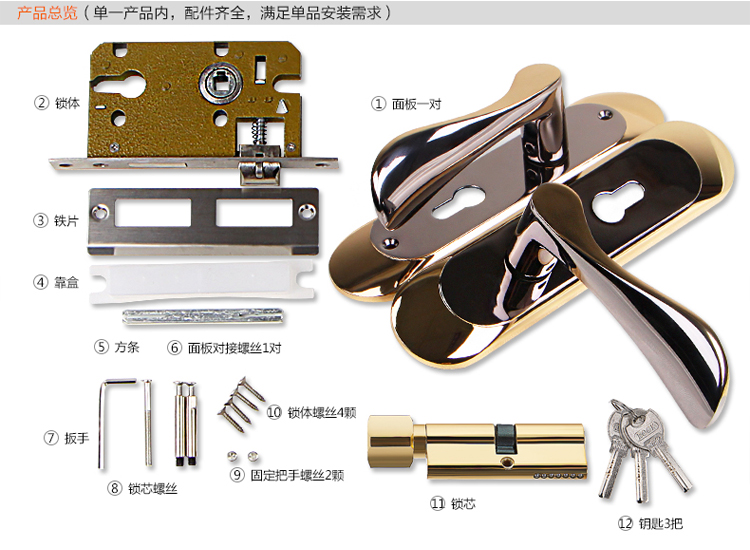 产品总览（单一产品内，配件齐全，满足单品安装需求）
② 锁体
① 面板一对
③ 铁片
④ 靠盒
⑤ 方条
⑥ 面板对接螺丝1对
⑦ 扳手
⑩ 锁体螺丝4颗
⑨ 固定把手螺丝2颗
⑧ 锁芯螺丝
⑪ 锁芯
⑫ 钥匙3把